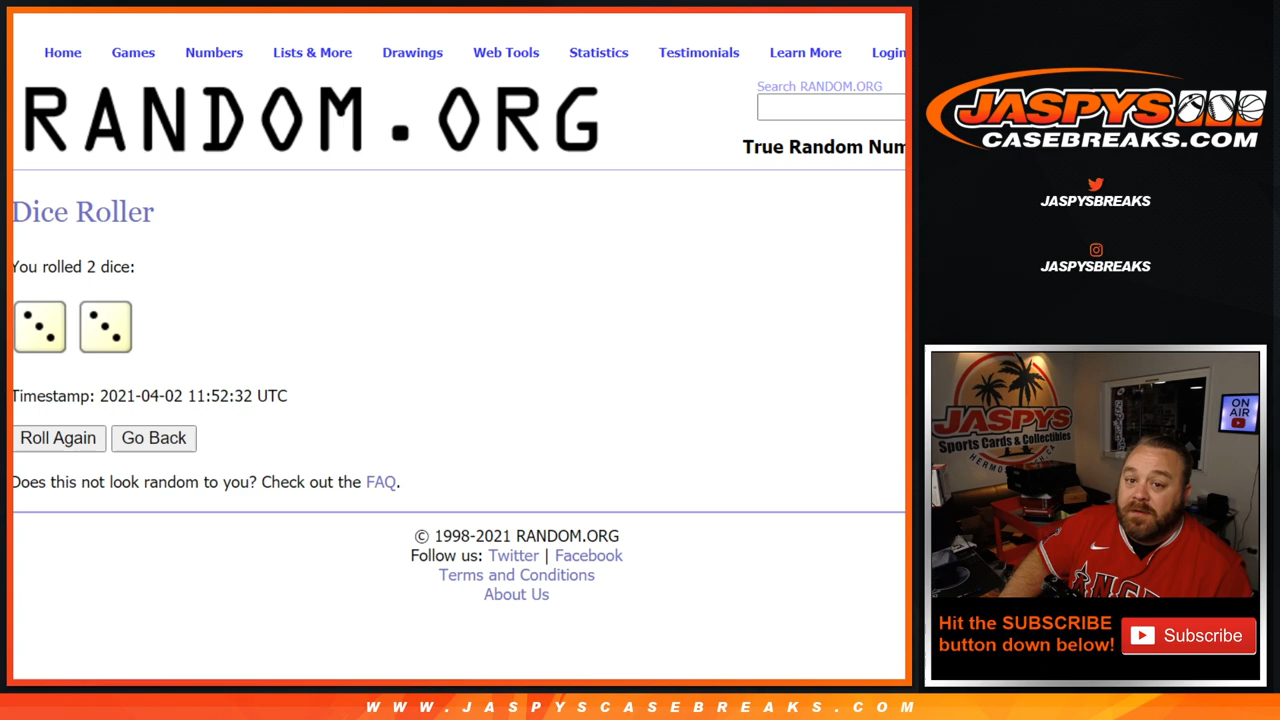 Home Games Numbers Lists & More Drawings Web Tools Statistics Testimonials Learn More Login
RANDOM.ORG
Search RANDOM.ORG
True Random Num
Dice Roller
You rolled 2 dice:
Timestamp: 2021-04-02 11:52:32 UTC
Roll Again Go Back
Does this not look random to you? Check out the FAQ.
© 1998-2021 RANDOM.ORG
Follow us: Twitter | Facebook
Terms and Conditions
About Us
JASPYS
CASEBREAKS.COM
JASPYSBREAKS
JASPYSBREAKS
JASPYS
Sports Cards & Collectibles
ON
AIR
Hit the SUBSCRIBE
button down below!
Subscribe
WWW.JASPYSCASEBREAKS.COM